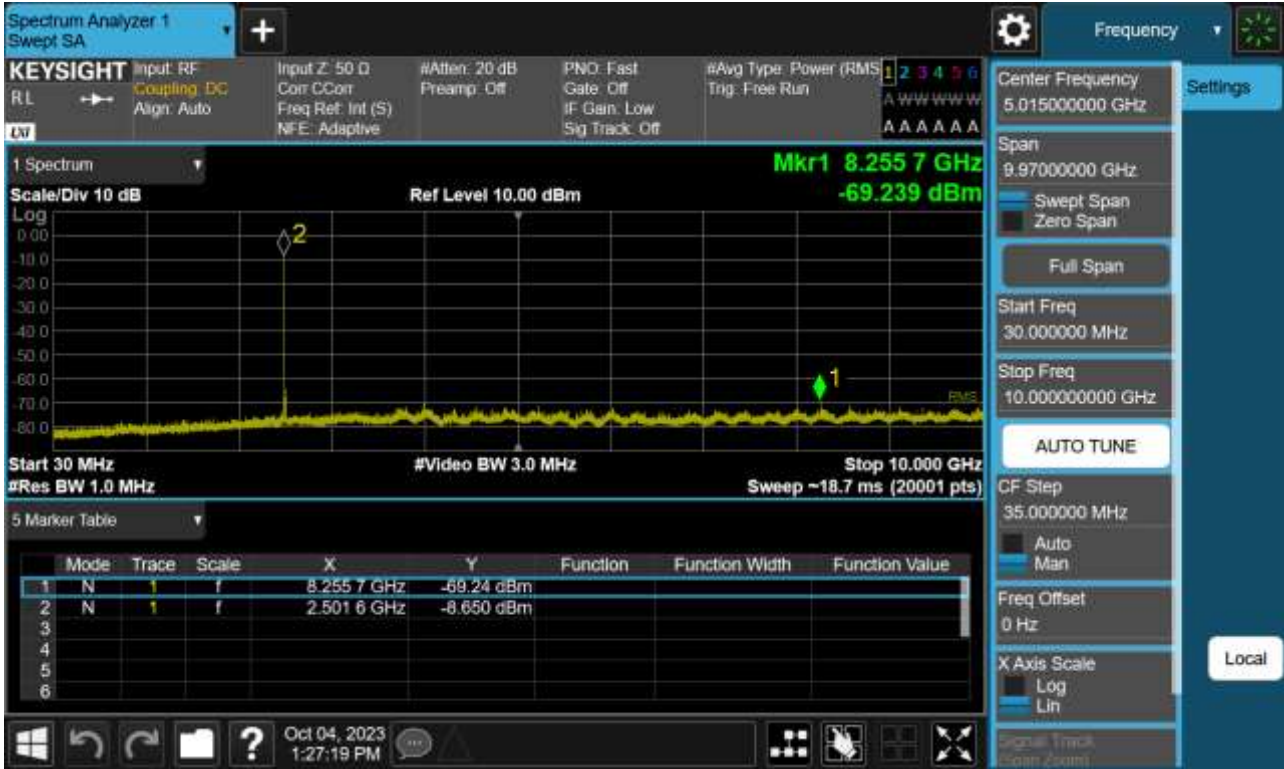 Spectrum Analyzer 1
Swept SA
+
Frequency
KEYSIGHT
RL
LXI
Input: RF
Coupling: DC
Align: Auto
Input Z: 50 Ω
Corr CCorr
Freq Ref: Int (S)
NFE: Adaptive
#Atten: 20 dB
Preamp: Off
PNO: Fast
Gate: Off
IF Gain: Low
Sig Track: Off
#Avg Type: Power (RMS
Trig: Free Run
1 2 3 4 5 6
A W W W W W
A A A A A A
1 Spectrum
Scale/Div 10 dB
Ref Level 10.00 dBm
Mkr1 8.255 7 GHz
-69.239 dBm
Log
0.00
-10.0
-20.0
-30.0
-40.0
-50.0
-60.0
-70.0
-80.0
2
1
RMS
Start 30 MHz
#Video BW 3.0 MHz
Stop 10.000 GHz
#Res BW 1.0 MHz
Sweep ~18.7 ms (20001 pts)
5 Marker Table
Mode Trace Scale X Y Function Function Width Function Value
1 N 1 f 8.255 7 GHz -69.24 dBm
2 N 1 f 2.501 6 GHz -8.650 dBm
3
4
5
6
?
Oct 04, 2023
1:27:19 PM
Center Frequency
5.015000000 GHz
Span
9.97000000 GHz
Swept Span
Zero Span
Full Span
Start Freq
30.000000 MHz
Stop Freq
10.000000000 GHz
AUTO TUNE
CF Step
35.000000 MHz
Auto
Man
Freq Offset
0 Hz
X Axis Scale
Log
Lin
Signal Track
(Span Zoom)
Settings
Local